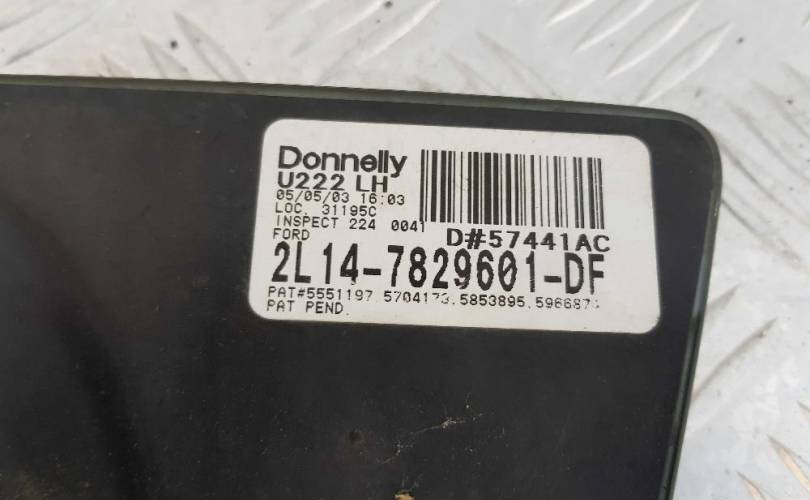 Donnelly
U222 LH
05/05/03 16:03
LOC. 31195C
INSPECT 224 0041
FORD
D#57441AC
2L14-7829601-DF
PAT#5551197 5704173.5853895.
PAT PEND.